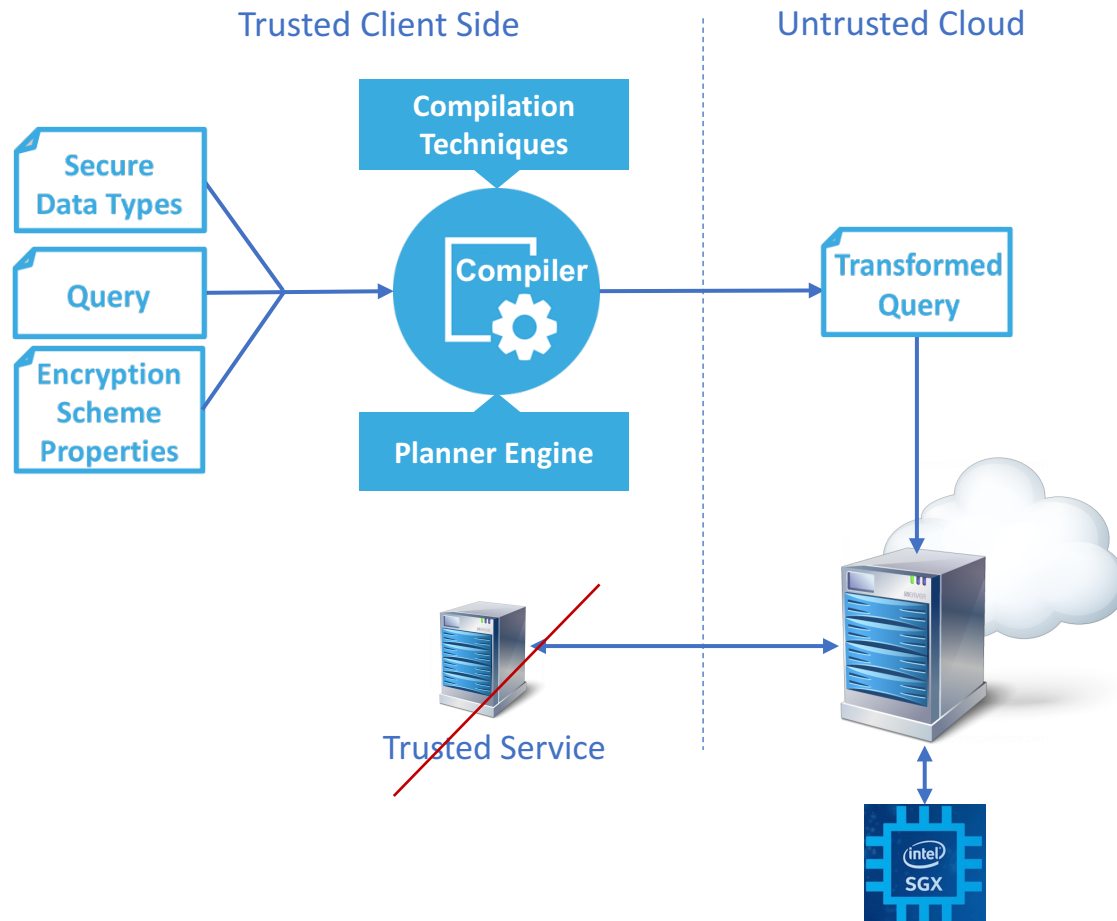 Trusted Client Side
Untrusted Cloud
Compilation
Techniques
Secure
Data Types
Query
Encryption
Scheme
Properties
Compiler
Planner Engine
Transformed
Query
Trusted Service
intel
SGX